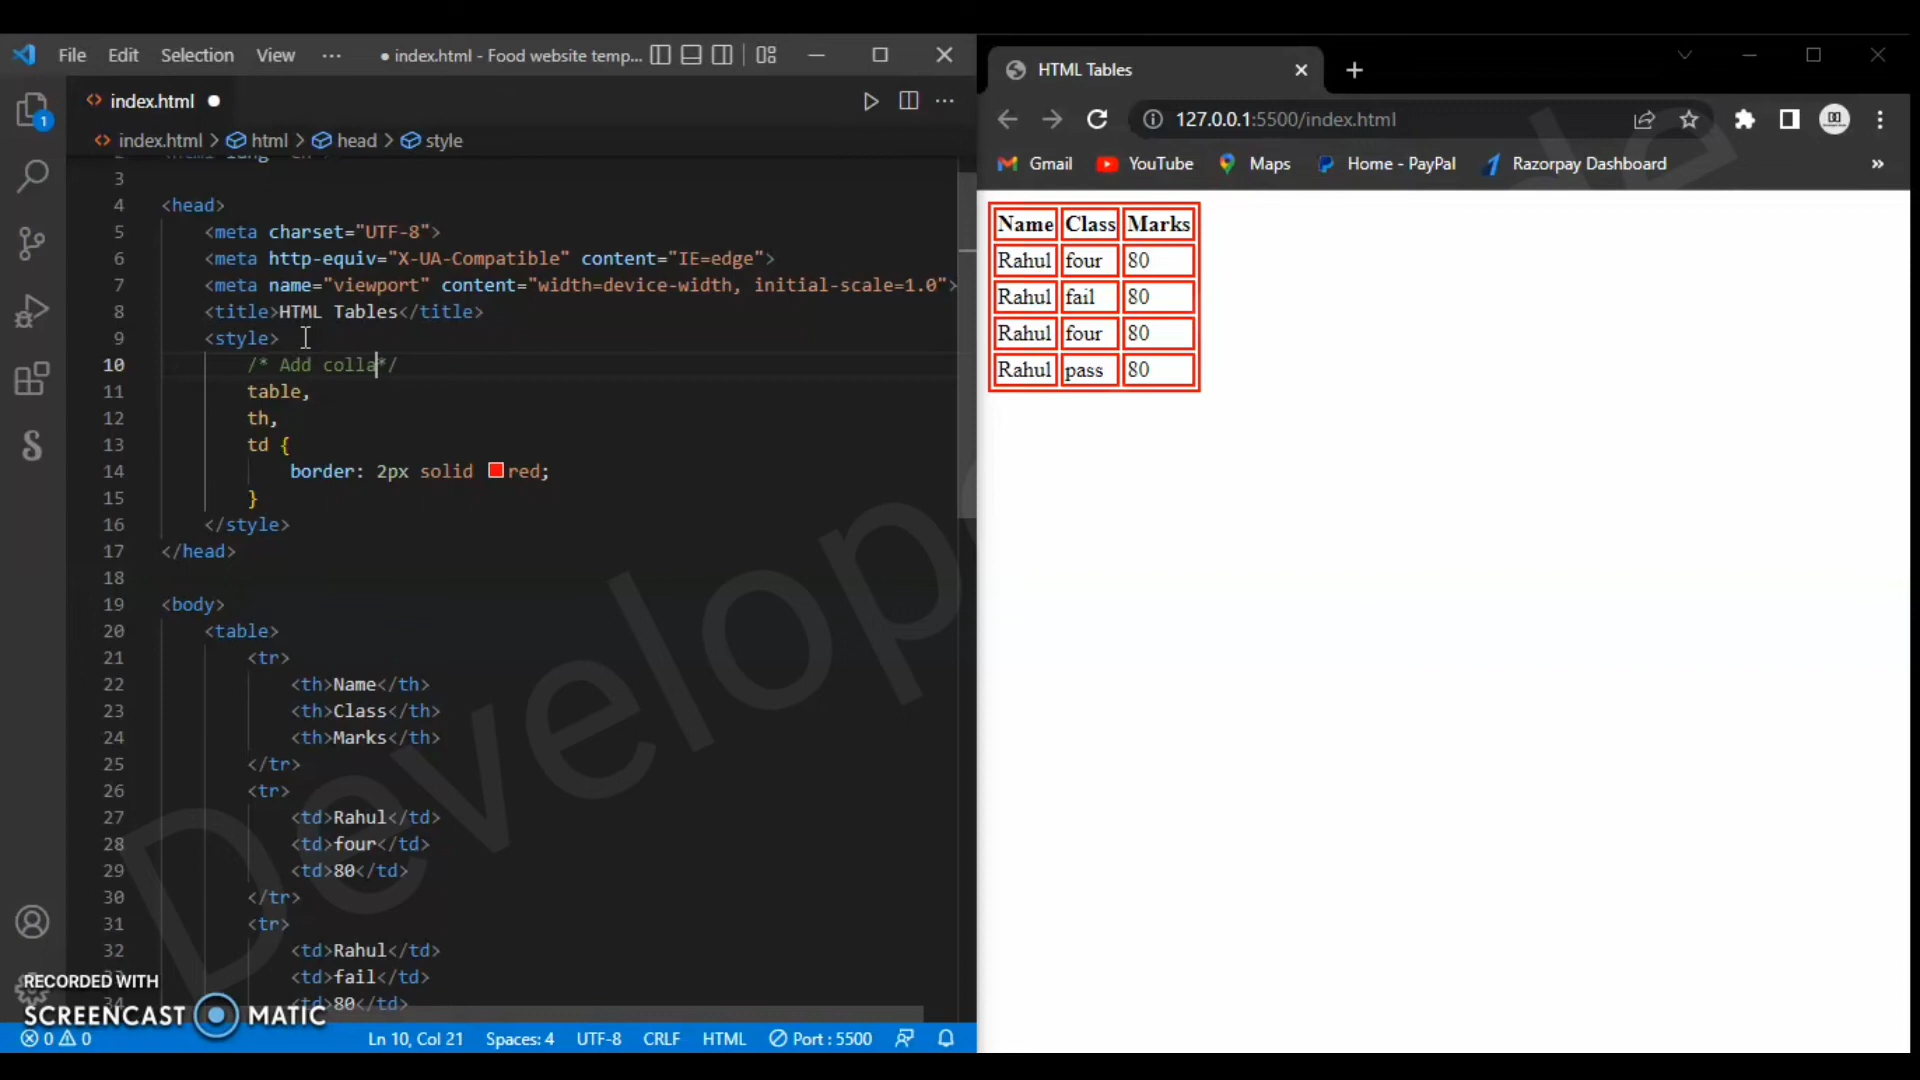 File Edit Selection View ··· ● index.html - Food website temp...
index.html
index.html > html > head > style
3
4 <head>
5 <meta charset="UTF-8">
6 <meta http-equiv="X-UA-Compatible" content="IE=edge">
7 <meta name="viewport" content="width=device-width, initial-scale=1.0">
8 <title>HTML Tables</title>
9 <style>
10 /* Add colla*/
11 table,
12 th,
13 td {
14 border: 2px solid red;
15 }
16 </style>
17 </head>
18
19 <body>
20 <table>
21 <tr>
22 <th>Name</th>
23 <th>Class</th>
24 <th>Marks</th>
25 </tr>
26 <tr>
27 <td>Rahul</td>
28 <td>four</td>
29 <td>80</td>
30 </tr>
31 <tr>
32 <td>Rahul</td>
<td>fail</td>
34 <td>80</td>
1
RECORDED WITH
SCREENCAST MATIC
0 0 Ln 10, Col 21 Spaces: 4 UTF-8 CRLF HTML Port : 5500
HTML Tables
127.0.0.1:5500/index.html
Gmail YouTube Maps Home - PayPal Razorpay Dashboard »
Name Class Marks
Rahul four 80
Rahul fail 80
Rahul four 80
Rahul pass 80